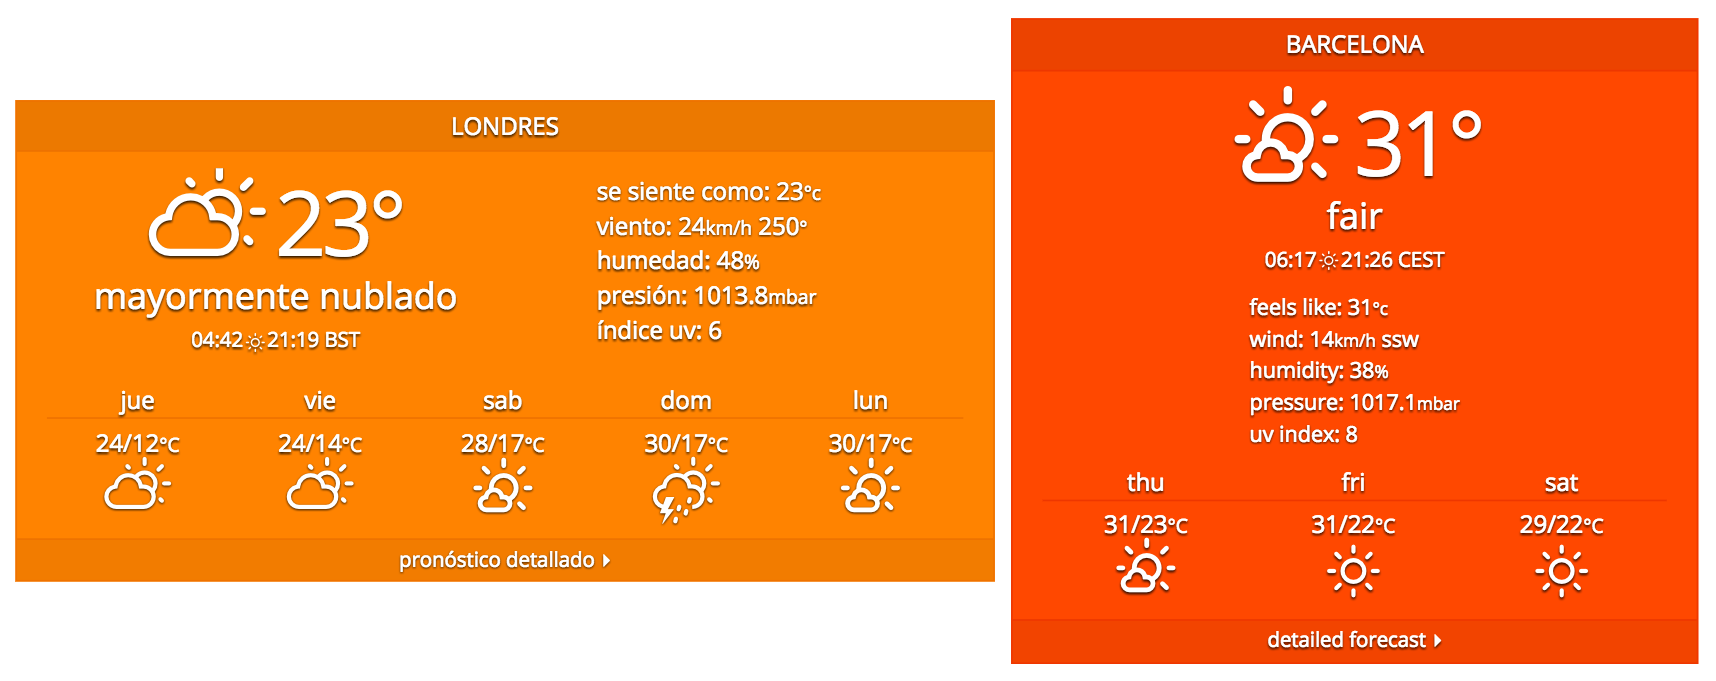 LONDRES
23°
mayormente nublado
04:42 21:19 BST
se siente como: 23°C
viento: 24km/h 250°
humedad: 48%
presión: 1013.8mbar
índice uv: 6
jue vie sab dom lun
24/12°C 24/14°C 28/17°C 30/17°C 30/17°C
pronóstico detallado
BARCELONA
31°
fair
06:17 21:26 CEST
feels like: 31°C
wind: 14km/h ssw
humidity: 38%
pressure: 1017.1mbar
uv index: 8
thu fri sat
31/23°C 31/22°C 29/22°C
detailed forecast